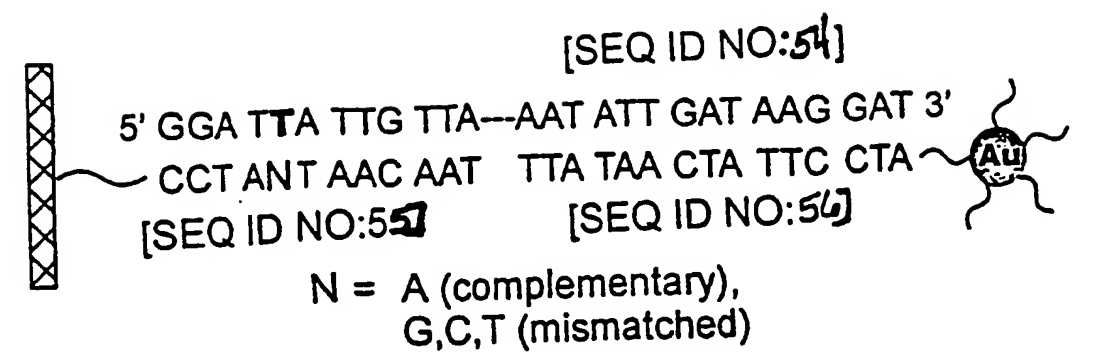 [SEQ ID NO:54]
5' GGA TTA TTG TTA---AAT ATT GAT AAG GAT 3'
CCT ANT AAC AAT TTA TAA CTA TTC CTA Au
[SEQ ID NO:55] [SEQ ID NO:56]
N = A (complementary),
G,C,T (mismatched)